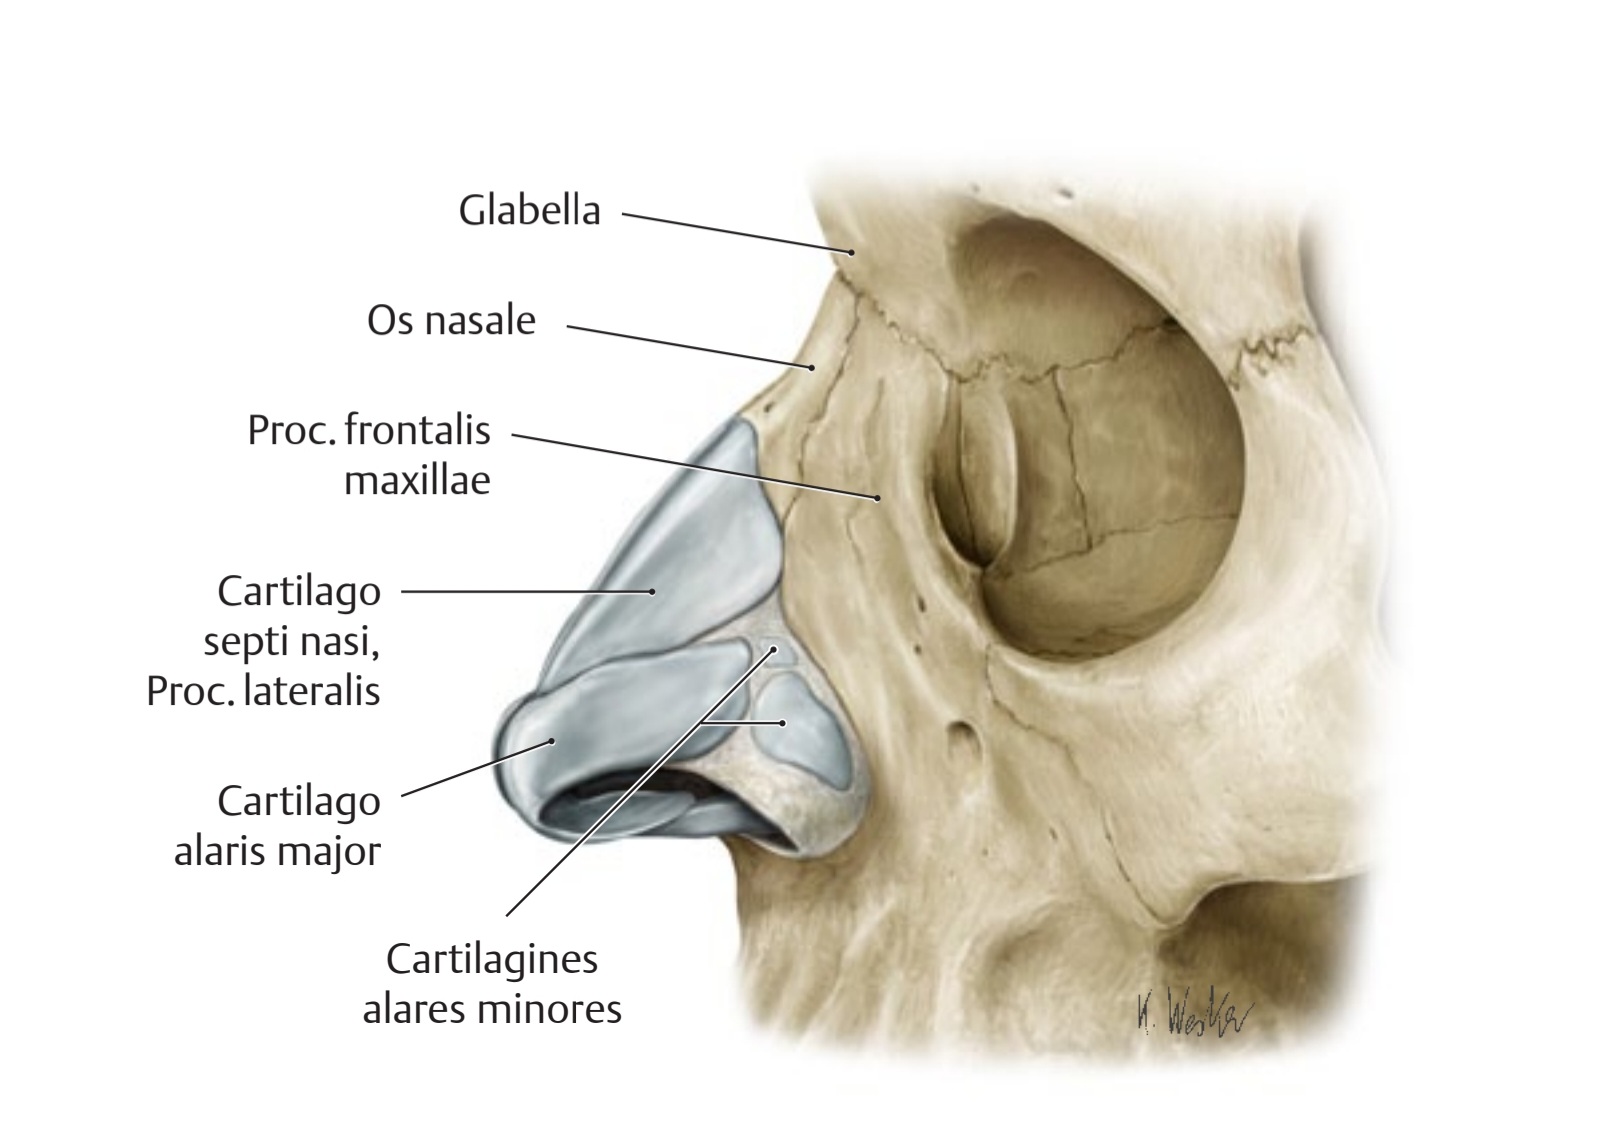 Glabella
Os nasale
Proc. frontalis
maxillae
Cartilago
septi nasi,
Proc. lateralis
Cartilago
alaris major
Cartilagines
alares minores
K. Wesker